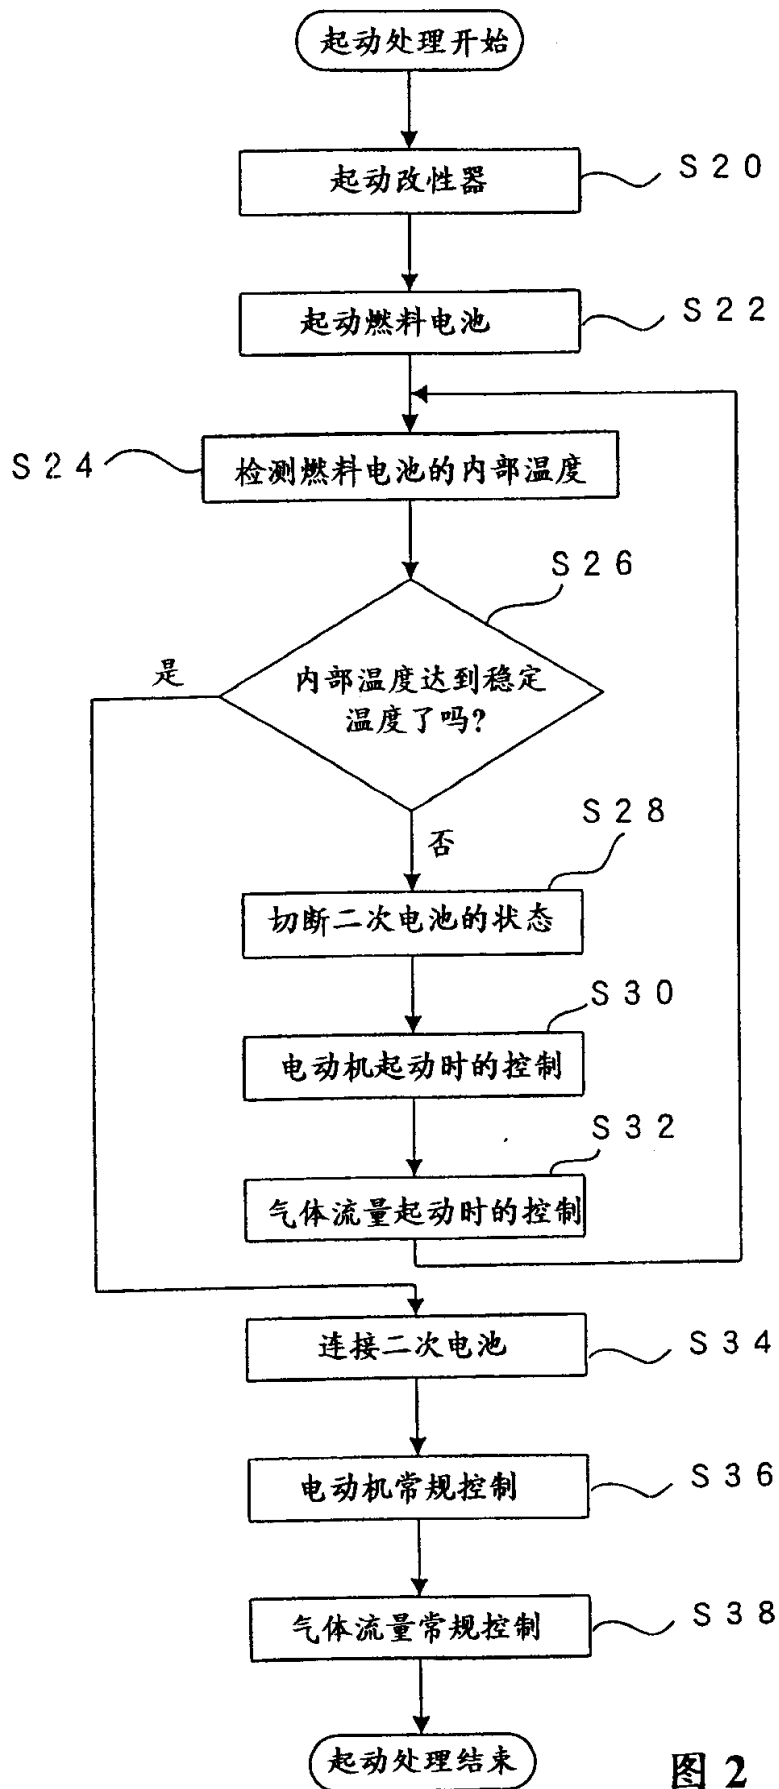 起动处理开始
起动改性器
S20
起动燃料电池
S22
S24
检测燃料电池的内部温度
S26
是
内部温度达到稳定
温度了吗?
否
S28
切断二次电池的状态
S30
电动机起动时的控制
S32
气体流量起动时的控制
连接二次电池
S34
电动机常规控制
S36
气体流量常规控制
S38
起动处理结束
图2